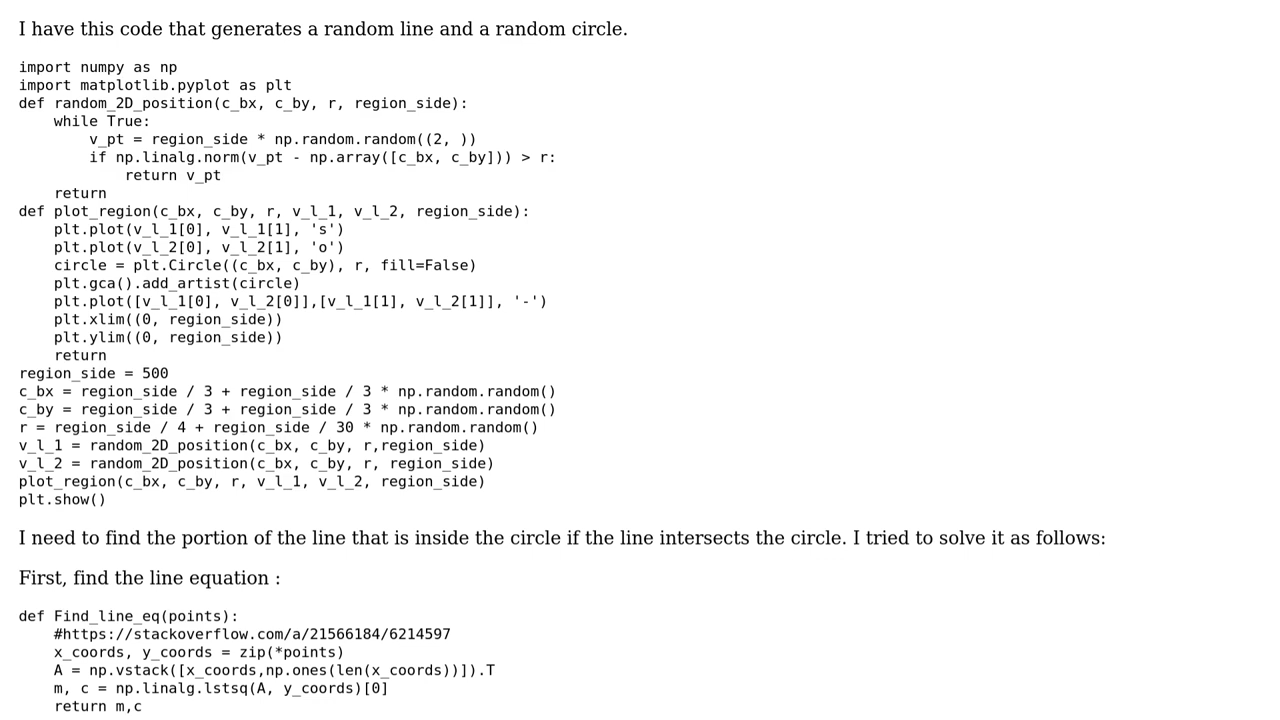 I have this code that generates a random line and a random circle.
import numpy as np
import matplotlib.pyplot as plt
def random_2D_position(c_bx, c_by, r, region_side):
    while True:
        v_pt = region_side * np.random.random((2, ))
        if np.linalg.norm(v_pt - np.array([c_bx, c_by])) > r:
            return v_pt
    return
def plot_region(c_bx, c_by, r, v_l_1, v_l_2, region_side):
    plt.plot(v_l_1[0], v_l_1[1], 's')
    plt.plot(v_l_2[0], v_l_2[1], 'o')
    circle = plt.Circle((c_bx, c_by), r, fill=False)
    plt.gca().add_artist(circle)
    plt.plot([v_l_1[0], v_l_2[0]],[v_l_1[1], v_l_2[1]], '-')
    plt.xlim((0, region_side))
    plt.ylim((0, region_side))
    return
region_side = 500
c_bx = region_side / 3 + region_side / 3 * np.random.random()
c_by = region_side / 3 + region_side / 3 * np.random.random()
r = region_side / 4 + region_side / 30 * np.random.random()
v_l_1 = random_2D_position(c_bx, c_by, r,region_side)
v_l_2 = random_2D_position(c_bx, c_by, r, region_side)
plot_region(c_bx, c_by, r, v_l_1, v_l_2, region_side)
plt.show()
I need to find the portion of the line that is inside the circle if the line intersects the circle. I tried to solve it as follows:
First, find the line equation :
def Find_line_eq(points):
    #https://stackoverflow.com/a/21566184/6214597
    x_coords, y_coords = zip(*points)
    A = np.vstack([x_coords,np.ones(len(x_coords))]).T
    m, c = np.linalg.lstsq(A, y_coords)[0]
    return m,c